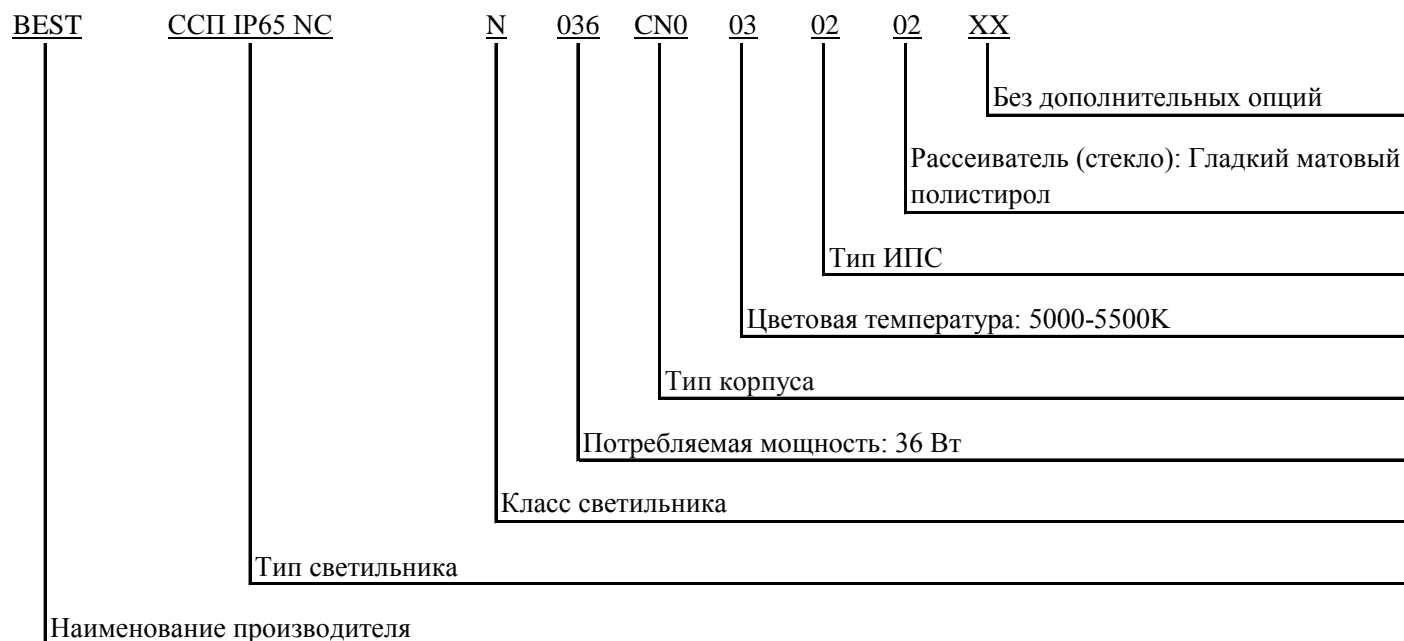 BEST ССП IP65 NC N 036 CN0 03 02 02 XX
Без дополнительных опций
Рассеиватель (стекло): Гладкий матовый
полистирол
Тип ИПС
Цветовая температура: 5000-5500K
Тип корпуса
Потребляемая мощность: 36 Вт
Класс светильника
Тип светильника
Наименование производителя